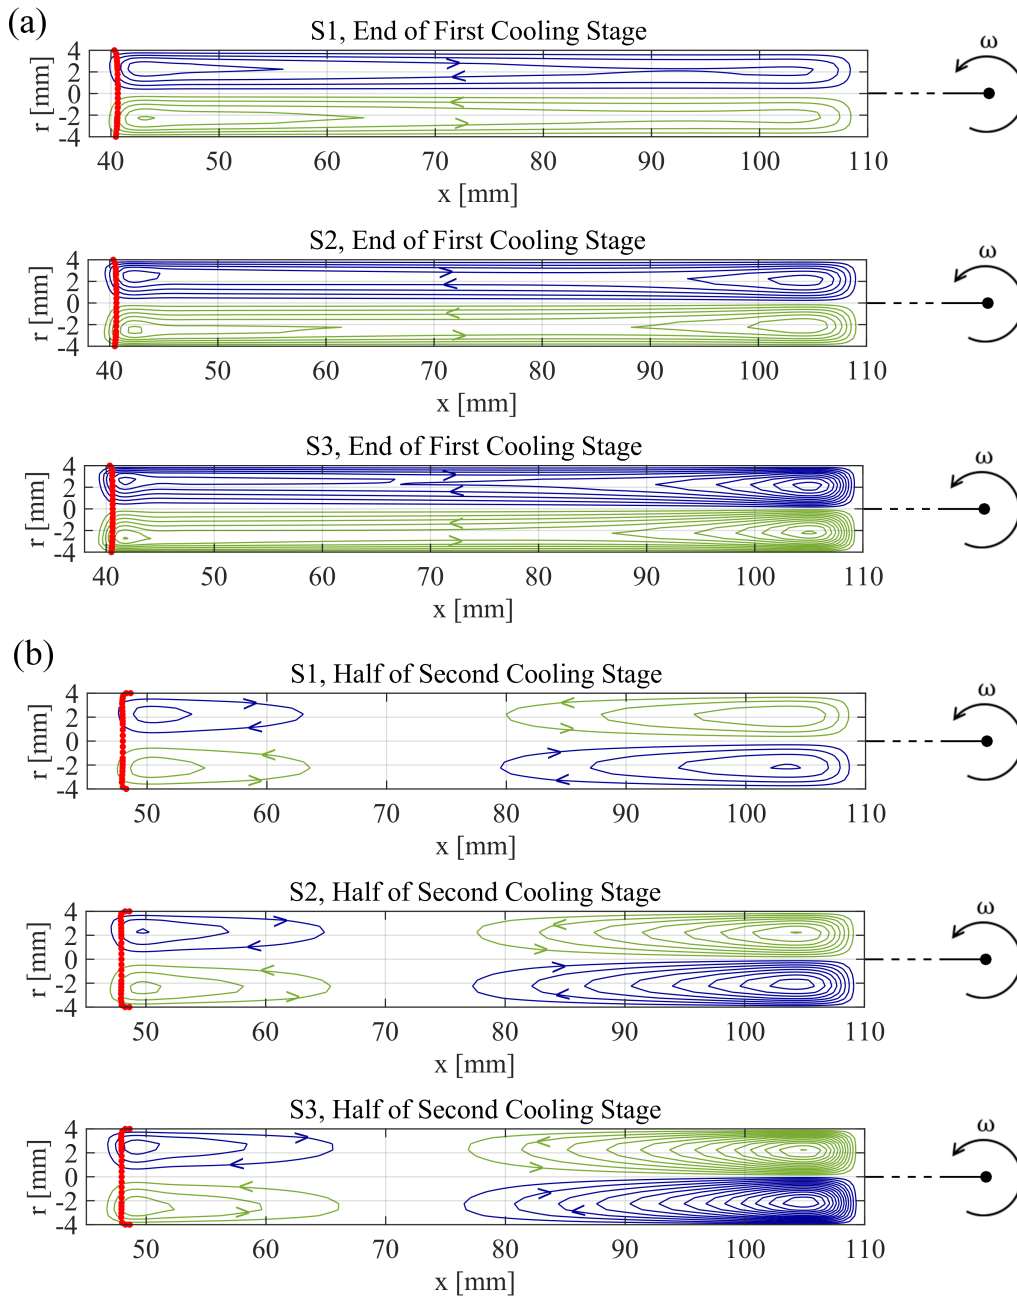 (a)
S1, End of First Cooling Stage
ω
4
2
0
-2
-4
r [mm]
40 50 60 70 80 90 100 110
x [mm]
S2, End of First Cooling Stage
ω
4
2
0
-2
-4
r [mm]
40 50 60 70 80 90 100 110
x [mm]
S3, End of First Cooling Stage
ω
4
2
0
-2
-4
r [mm]
40 50 60 70 80 90 100 110
x [mm]
(b)
S1, Half of Second Cooling Stage
ω
4
2
0
-2
-4
r [mm]
50 60 70 80 90 100 110
x [mm]
S2, Half of Second Cooling Stage
ω
4
2
0
-2
-4
r [mm]
50 60 70 80 90 100 110
x [mm]
S3, Half of Second Cooling Stage
ω
4
2
0
-2
-4
r [mm]
50 60 70 80 90 100 110
x [mm]